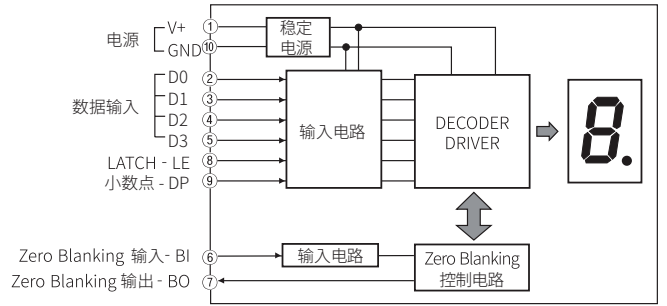 电源
V+ ①
GND ⑩
稳定
电源
数据输入
D0 ②
D1 ③
D2 ④
D3 ⑤
LATCH - LE ⑧
小数点 - DP ⑨
输入电路
DECODER
DRIVER
8.
Zero Blanking 输入- BI ⑥
Zero Blanking 输出- BO ⑦
输入电路
Zero Blanking
控制电路